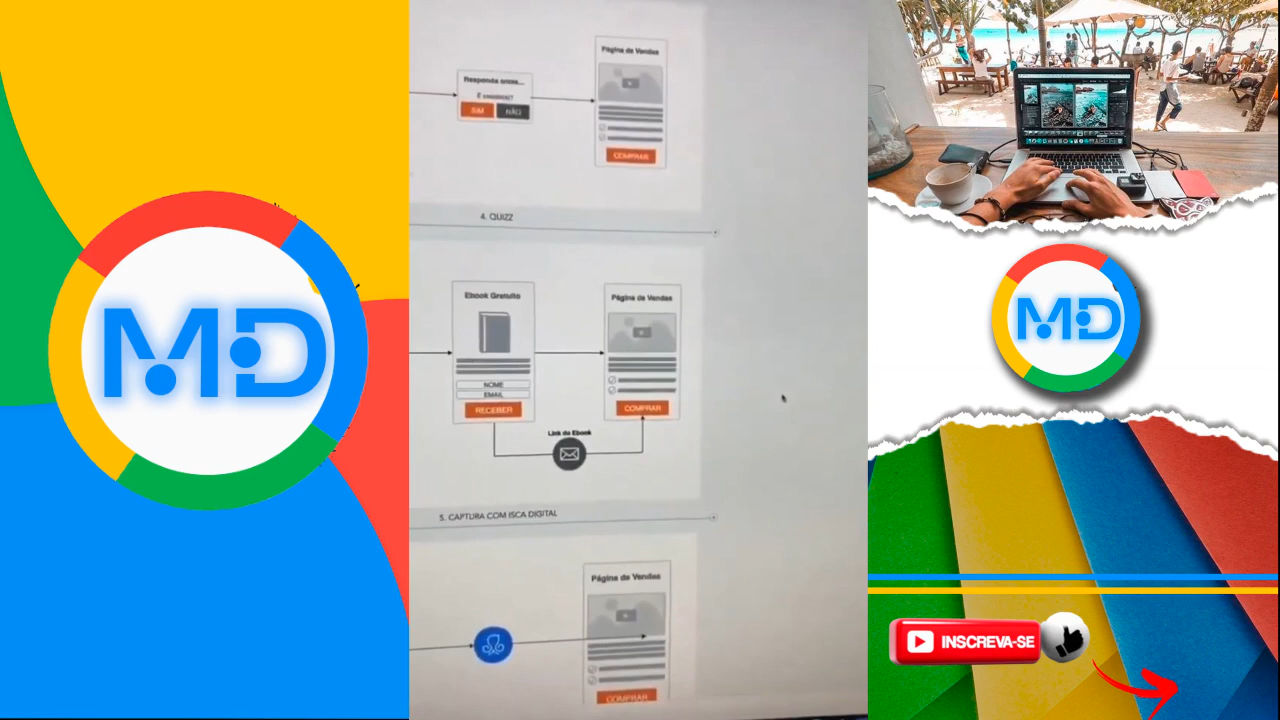 MD
Página de Vendas
Responda antes...
SIM
NÃO
COMPRAR
4. QUIZZ
Ebook Gratuito
NOME
EMAIL
RECEBER
Página de Vendas
COMPRAR
Link do Ebook
5. CAPTURA COM ISCA DIGITAL
Página de Vendas
COMPRAR
MD
INSCREVA-SE